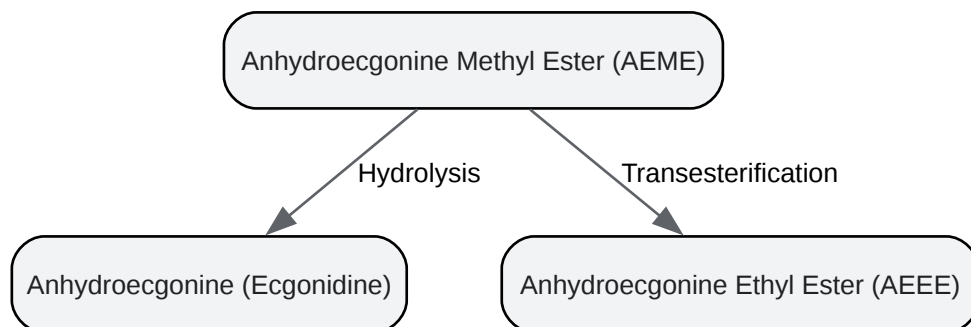 Anhydroecgonine Methyl Ester (AEME)
Hydrolysis
Transesterification
Anhydroecgonine (Ecgonidine)
Anhydroecgonine Ethyl Ester (AEEE)